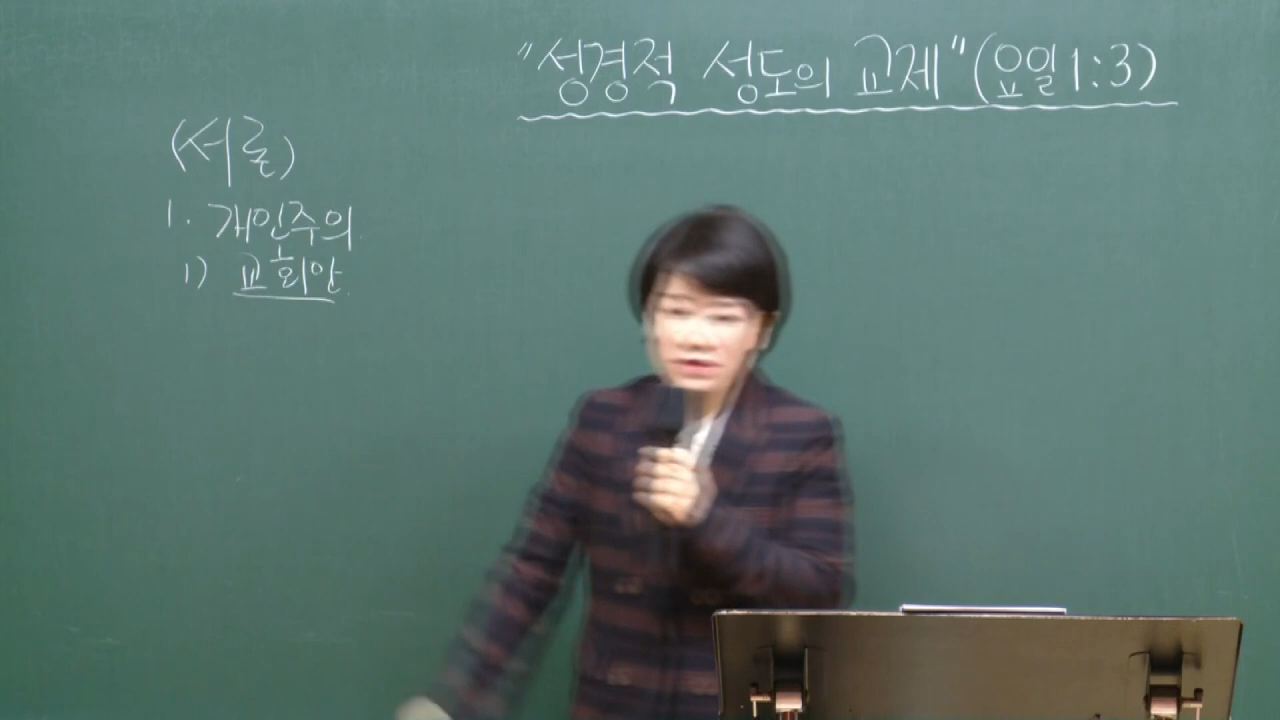 "성경적 성도의 교제"(요일1:3)
(서론)
1. 개인주의.
1) 교회안.